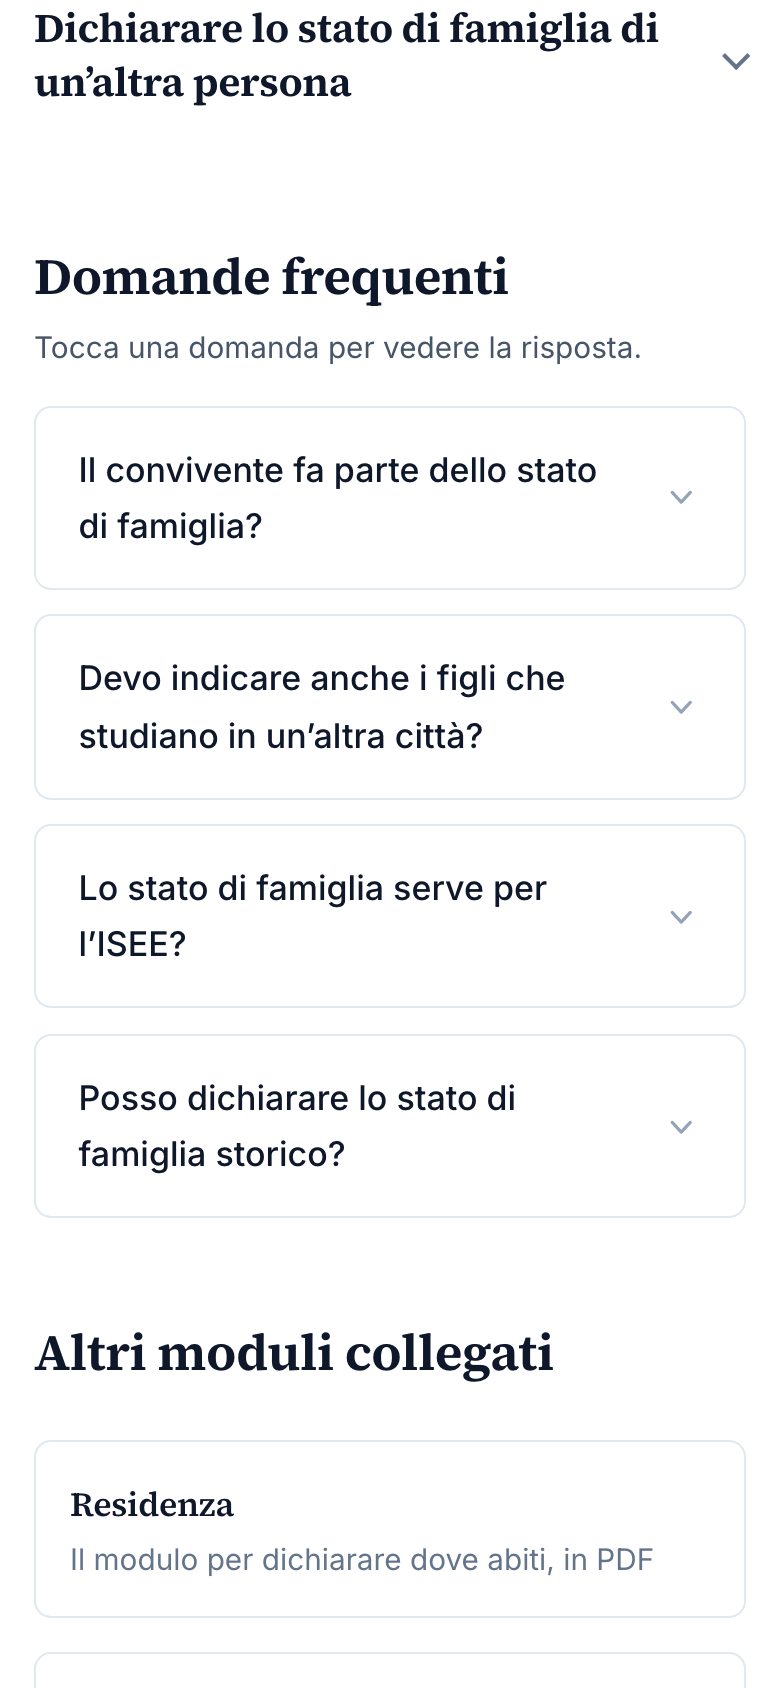 Dichiarare lo stato di famiglia di
un’altra persona
Domande frequenti
Tocca una domanda per vedere la risposta.
Il convivente fa parte dello stato
di famiglia?
Devo indicare anche i figli che
studiano in un’altra città?
Lo stato di famiglia serve per
l’ISEE?
Posso dichiarare lo stato di
famiglia storico?
Altri moduli collegati
Residenza
Il modulo per dichiarare dove abiti, in PDF